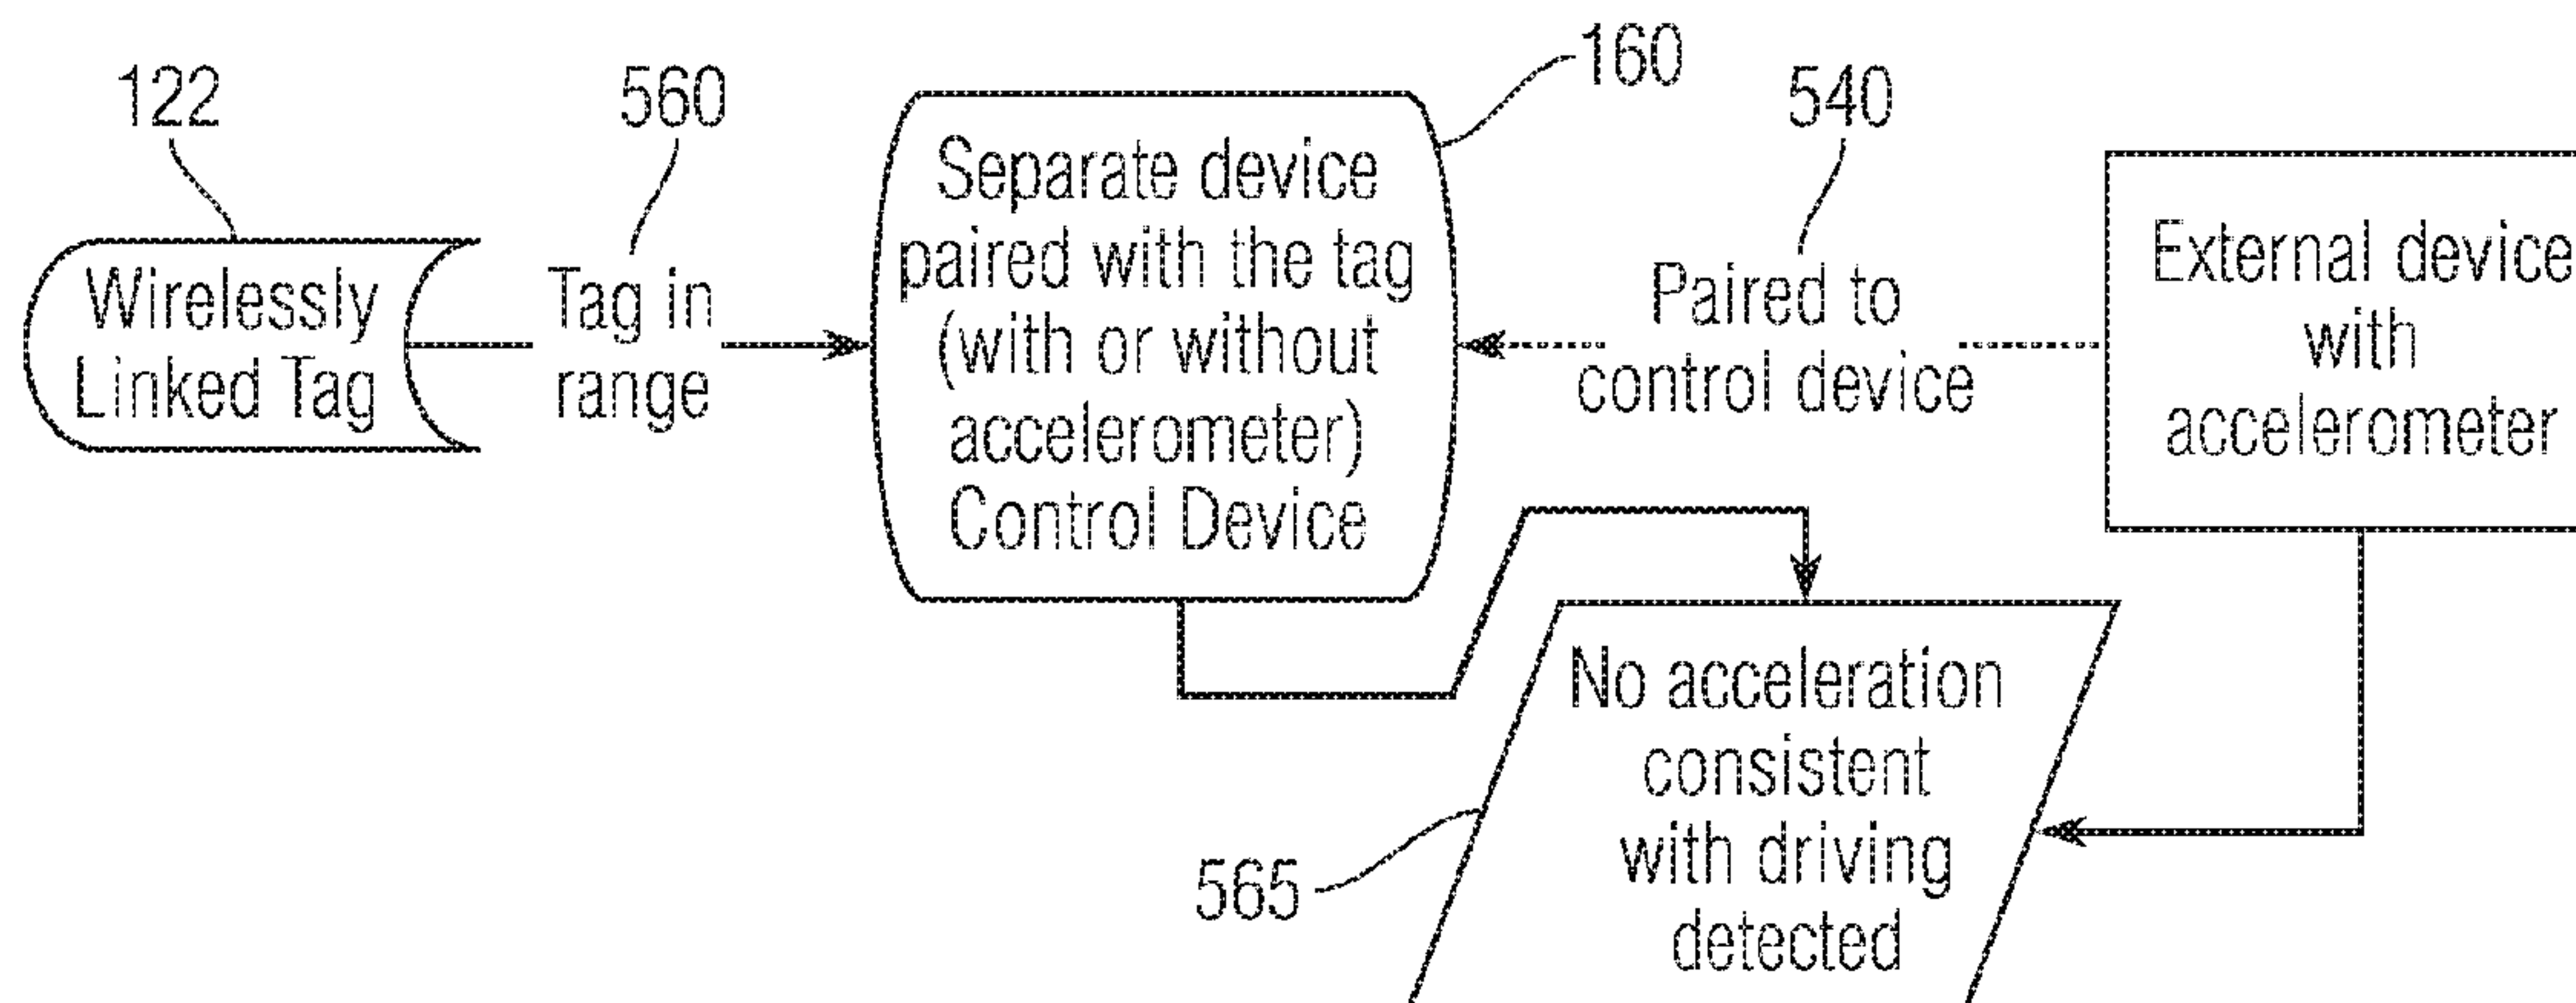 122
560
160
540
Wirelessly
Linked Tag
Tag in
range
Separate device
paired with the tag
(with or without
accelerometer)
Control Device
Paired to
control device
External device
with
accelerometer
No acceleration
consistent
with driving
detected
565